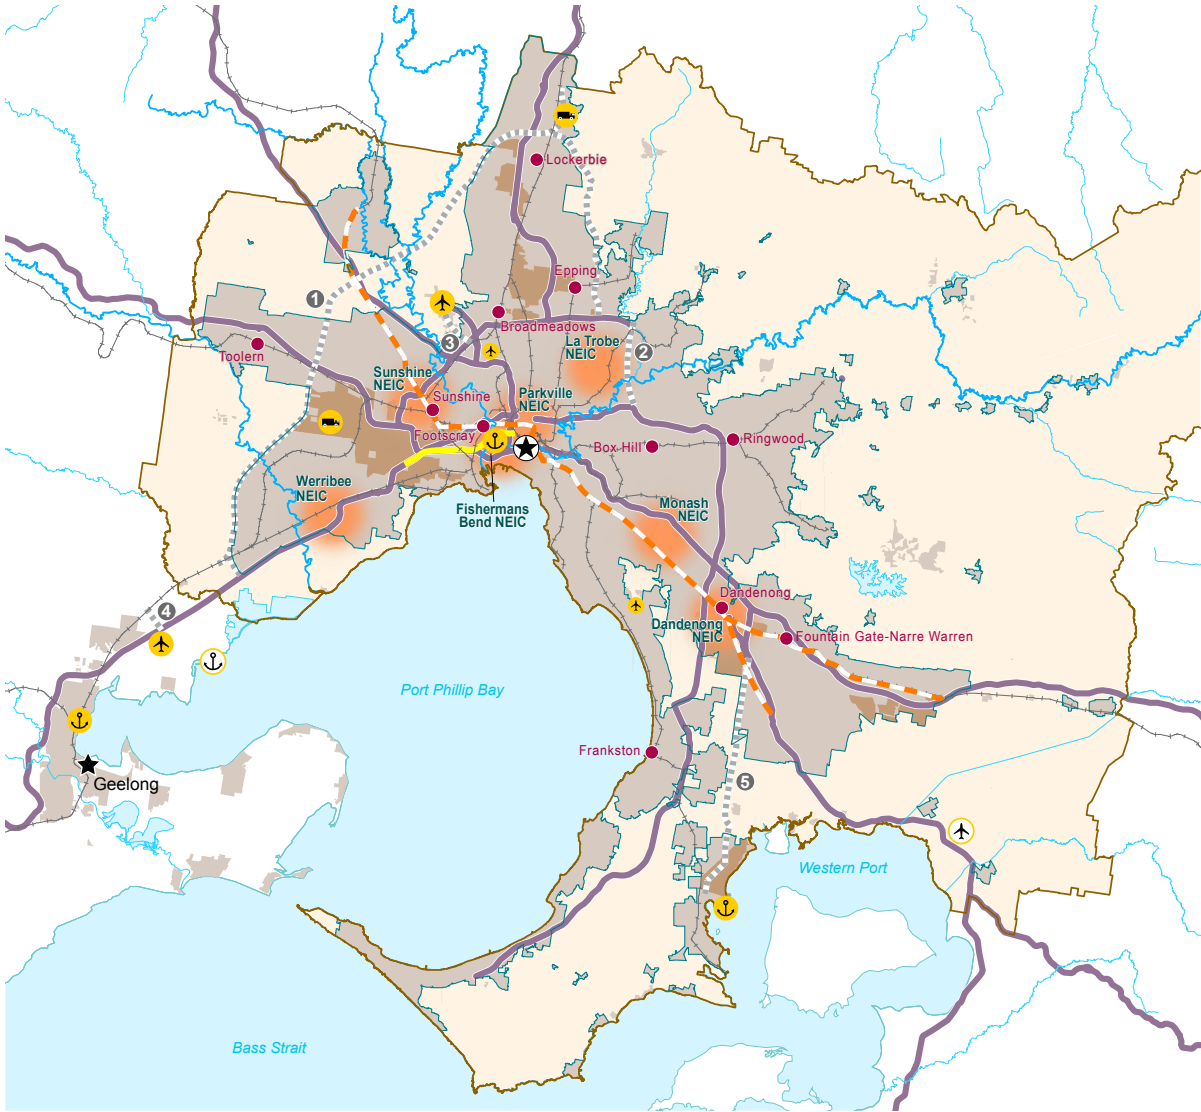 Lockerbie
Epping
1
Broadmeadows
3
La Trobe
NEIC
2
Toolern
Sunshine
NEIC
Sunshine
Parkville
NEIC
Footscray
Box Hill
Ringwood
Werribee
NEIC
Fishermans
Bend NEIC
Monash
NEIC
Dandenong
4
Dandenong
NEIC
Fountain Gate-Narre Warren
Port Phillip Bay
Frankston
Geelong
5
Western Port
Bass Strait